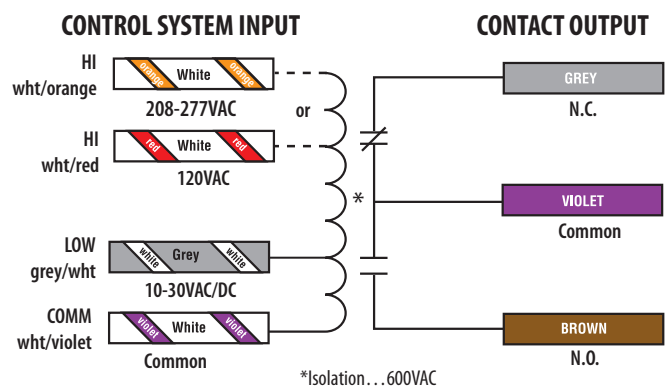 CONTROL SYSTEM INPUT
CONTACT OUTPUT
HI
wht/orange
orange White orange
208-277VAC
or
HI
wht/red
red White red
120VAC
*
LOW
grey/wht
white Grey white
10-30VAC/DC
COMM
wht/violet
violet White violet
Common
GREY
N.C.
VIOLET
Common
BROWN
N.O.
*Isolation...600VAC